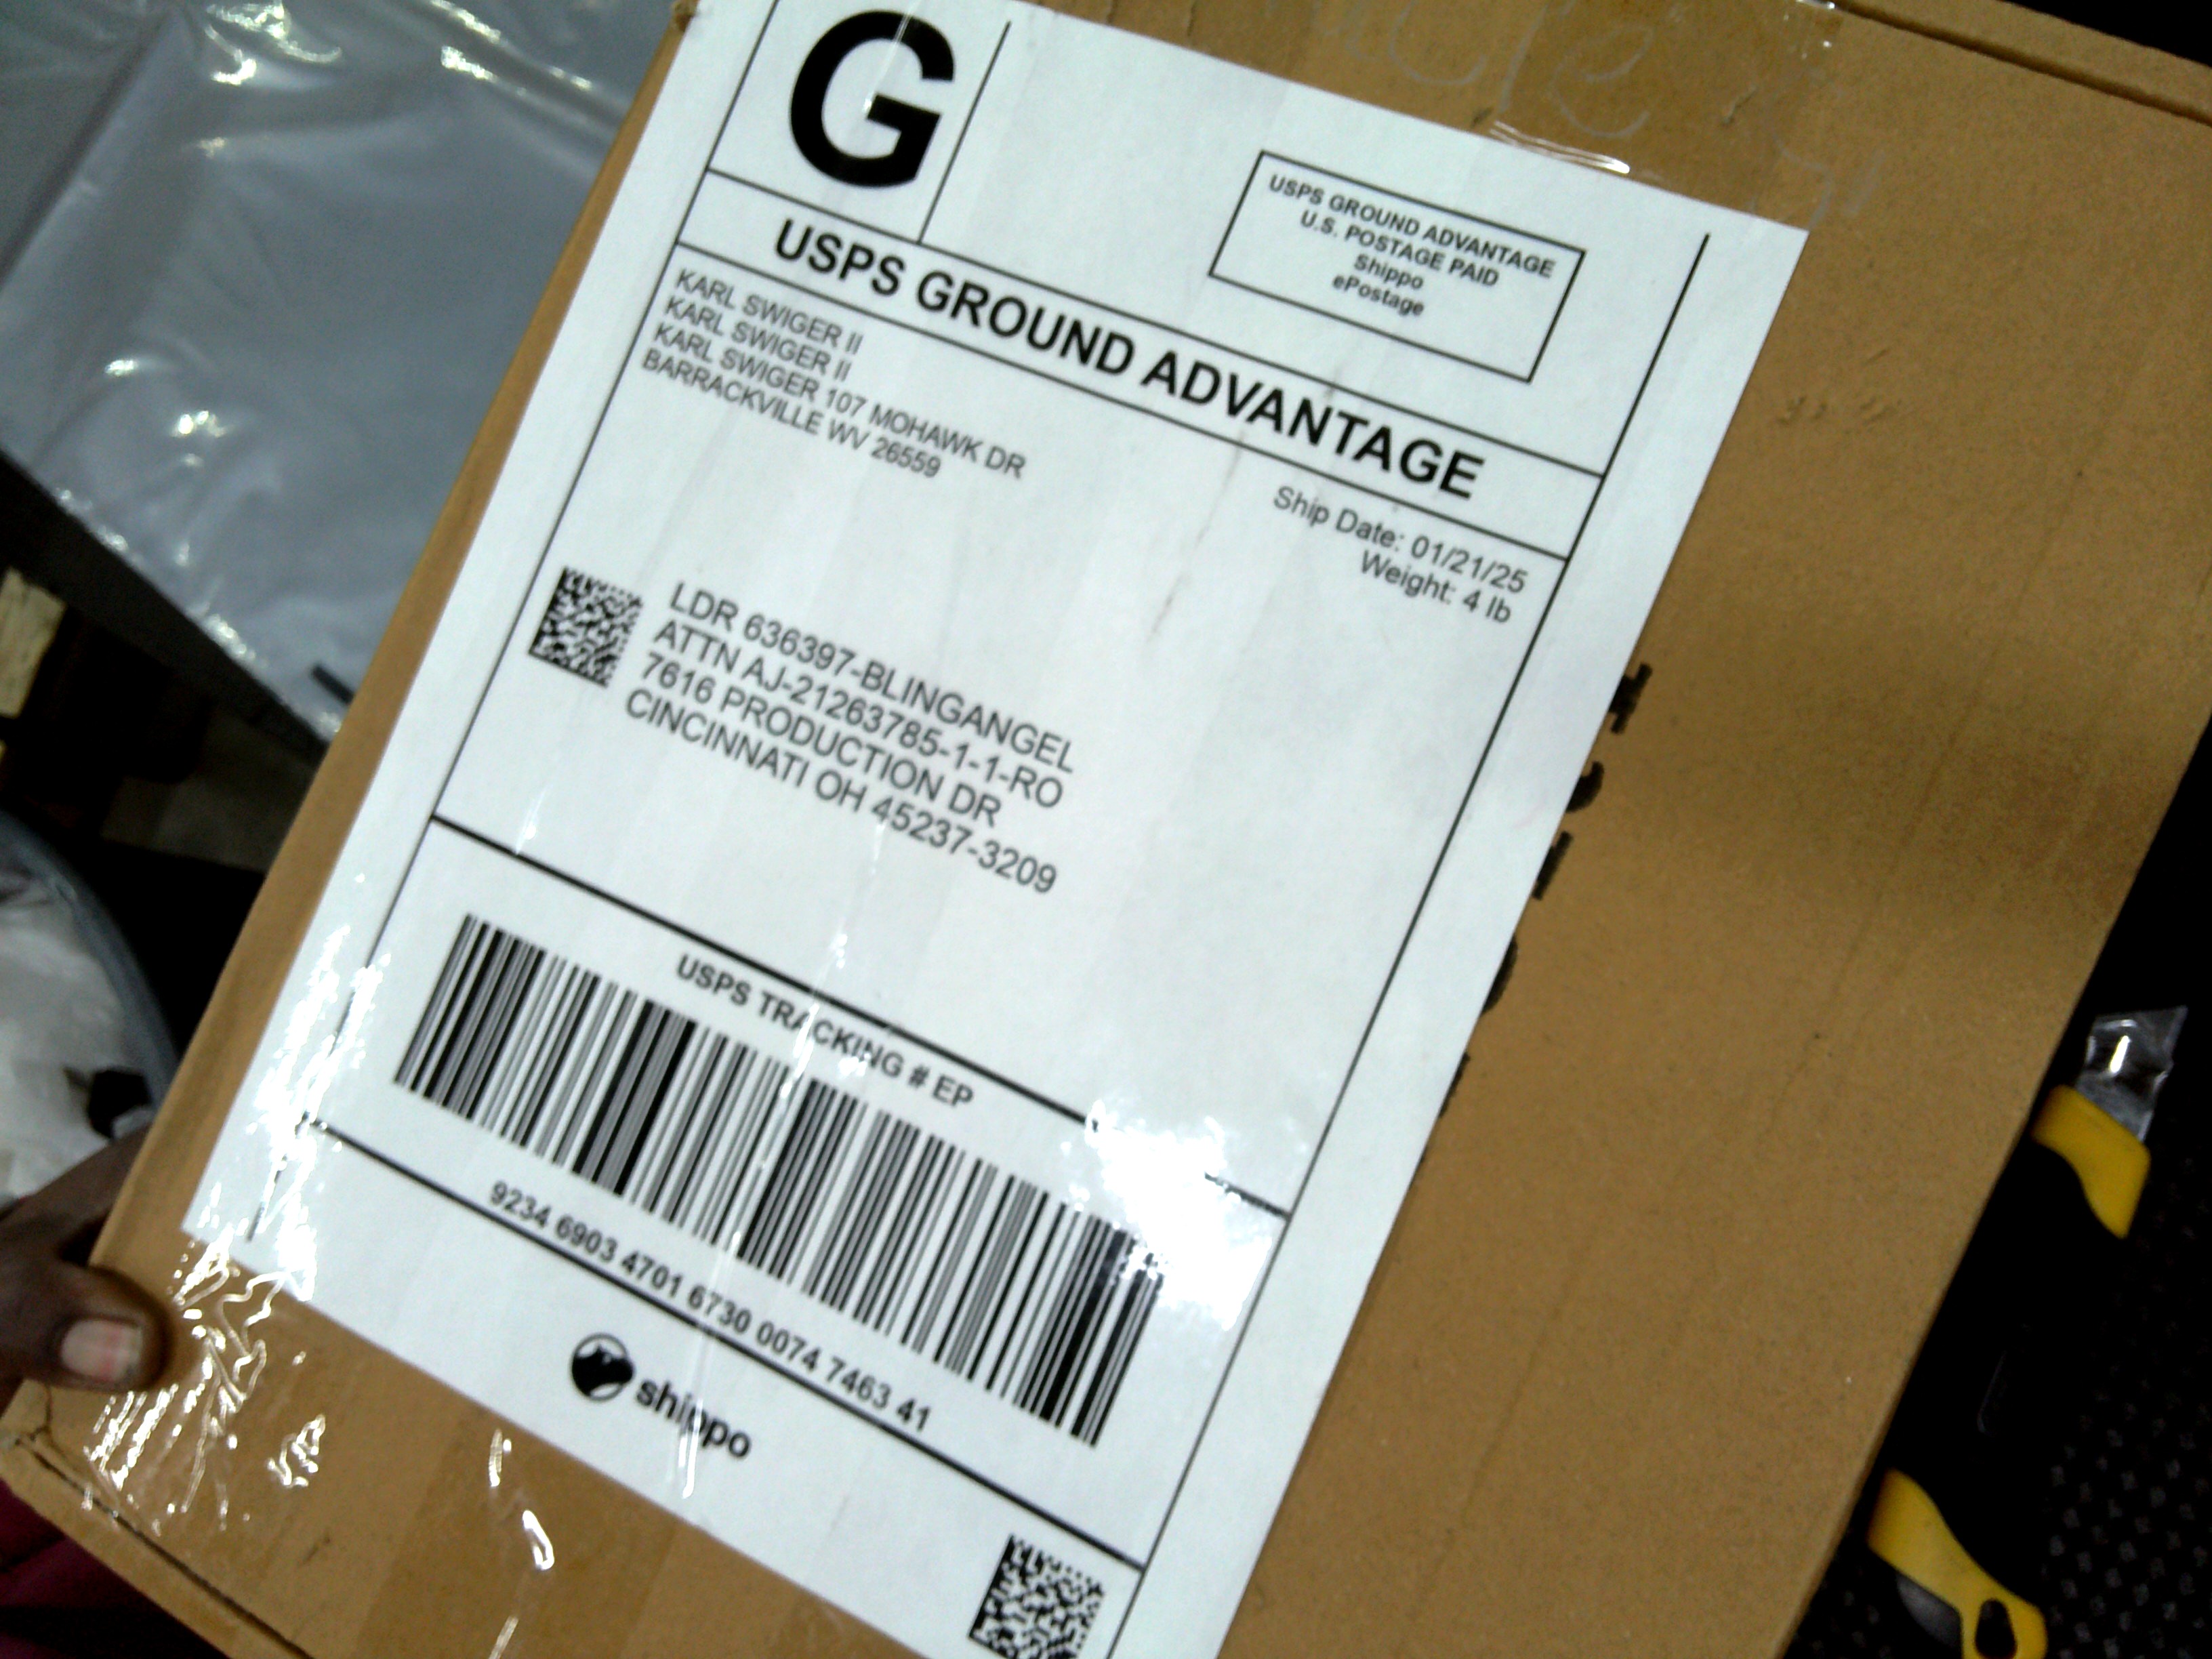 G
USPS GROUND ADVANTAGE
U.S. POSTAGE PAID
Shippo
ePostage
USPS GROUND ADVANTAGE
KARL SWIGER II
KARL SWIGER II
KARL SWIGER 107 MOHAWK DR
BARRACKVILLE WV 26559
Ship Date: 01/21/25
Weight: 4 lb
LDR 636397-BLINGANGEL
ATTN AJ-21263785-1-1-RO
7616 PRODUCTION DR
CINCINNATI OH 45237-3209
USPS TRACKING # EP
9234 6903 4701 6730 0074 7463 41
shippo